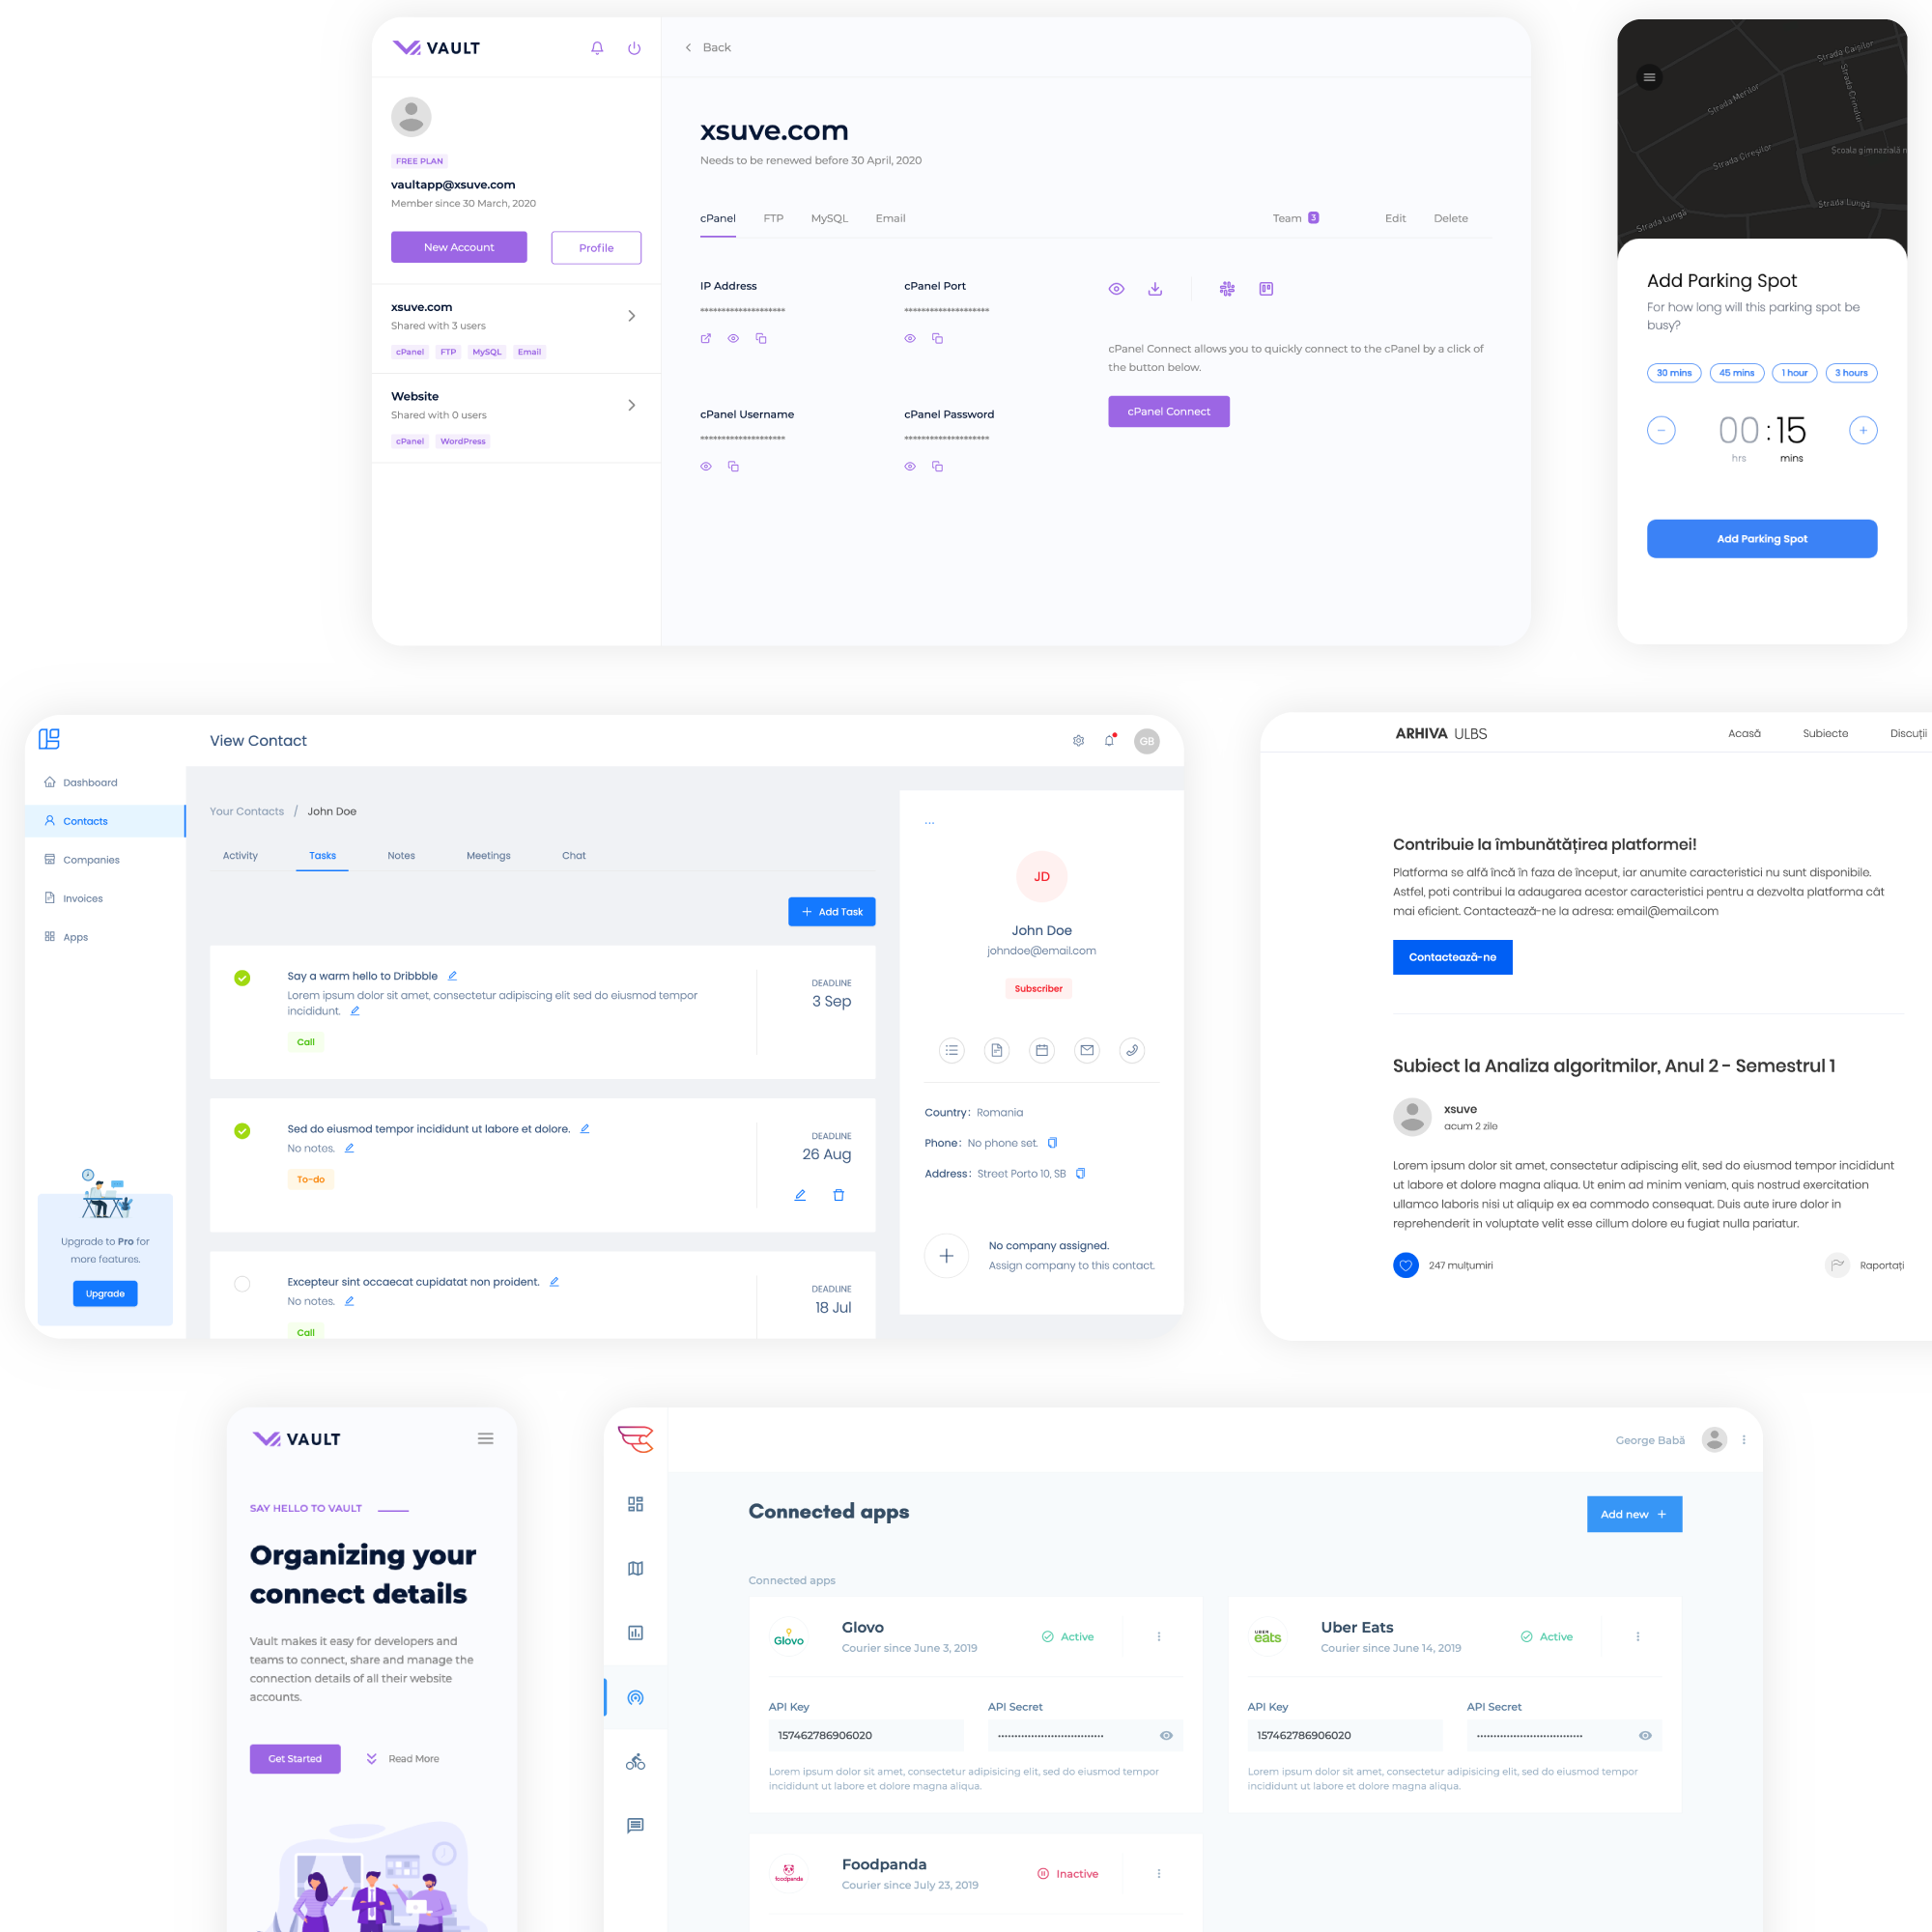 VAULT
Back
FREE PLAN
vaultapp@xsuve.com
Member since 30 March, 2020
New Account
Profile
xsuve.com
Shared with 3 users
cPanel FTP MySQL Email
Website
Shared with 0 users
cPanel WordPress
xsuve.com
Needs to be renewed before 30 April, 2020
cPanel FTP MySQL Email Team 3 Edit Delete
IP Address
********************
cPanel Port
********************
cPanel Username
********************
cPanel Password
********************
cPanel Connect allows you to quickly connect to the cPanel by a click of
the button below.
cPanel Connect
Strada Caișilor
Strada Crinului
Strada Merilor
Strada Cireșilor
Școala gimnazială n
Strada Lungă
Strada Lungă
Add Parking Spot
For how long will this parking spot be
busy?
30 mins 45 mins 1 hour 3 hours
00 : 15
hrs mins
Add Parking Spot
View Contact
GB
Dashboard
Contacts
Companies
Invoices
Apps
Upgrade to Pro for
more features.
Upgrade
Your Contacts / John Doe
Activity Tasks Notes Meetings Chat
+ Add Task
Say a warm hello to Dribbble
Lorem ipsum dolor sit amet, consectetur adipiscing elit sed do eiusmod tempor
incididunt.
Call
DEADLINE
3 Sep
Sed do eiusmod tempor incididunt ut labore et dolore.
No notes.
To-do
DEADLINE
26 Aug
Excepteur sint occaecat cupidatat non proident.
No notes.
Call
DEADLINE
18 Jul
...
JD
John Doe
johndoe@email.com
Subscriber
Country: Romania
Phone: No phone set.
Address: Street Porto 10, SB
No company assigned.
Assign company to this contact.
ARHIVA ULBS
Acasă Subiecte Discuții
Contribuie la îmbunătățirea platformei!
Platforma se alfă încă în faza de început, iar anumite caracteristici nu sunt disponibile.
Astfel, poti contribui la adaugarea acestor caracteristici pentru a dezvolta platforma cât
mai eficient. Contactează-ne la adresa: email@email.com
Contactează-ne
Subiect la Analiza algoritmilor, Anul 2 - Semestrul 1
xsuve
acum 2 zile
Lorem ipsum dolor sit amet, consectetur adipiscing elit, sed do eiusmod tempor incididunt
ut labore et dolore magna aliqua. Ut enim ad minim veniam, quis nostrud exercitation
ullamco laboris nisi ut aliquip ex ea commodo consequat. Duis aute irure dolor in
reprehenderit in voluptate velit esse cillum dolore eu fugiat nulla pariatur.
247 mulțumiri
Raportați
VAULT
SAY HELLO TO VAULT
Organizing your
connect details
Vault makes it easy for developers and
teams to connect, share and manage the
connection details of all their website
accounts.
Get Started
Read More
George Babă
Connected apps
Add new +
Connected apps
Glovo
Glovo
Courier since June 3, 2019
Active
API Key
157462786906020
API Secret
Lorem ipsum dolor sit amet, consectetur adipisicing elit, sed do eiusmod tempor
incididunt ut labore et dolore magna aliqua.
UBER
eats
Uber Eats
Courier since June 14, 2019
Active
API Key
157462786906020
API Secret
Lorem ipsum dolor sit amet, consectetur adipisicing elit, sed do eiusmod tempor
incididunt ut labore et dolore magna aliqua.
foodpanda
Foodpanda
Courier since July 23, 2019
Inactive